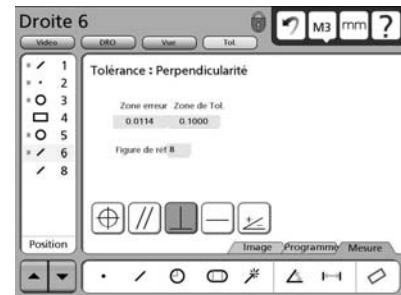 Droite 6
M3 mm ?
Vidéo DRO Vue Tol.
1
2
3
4
5
6
8
Tolérance : Perpendicularité
Zone erreur Zone de Tol.
0.0114 0.1000
Figure de réf 8
Position
Image Programme Mesure